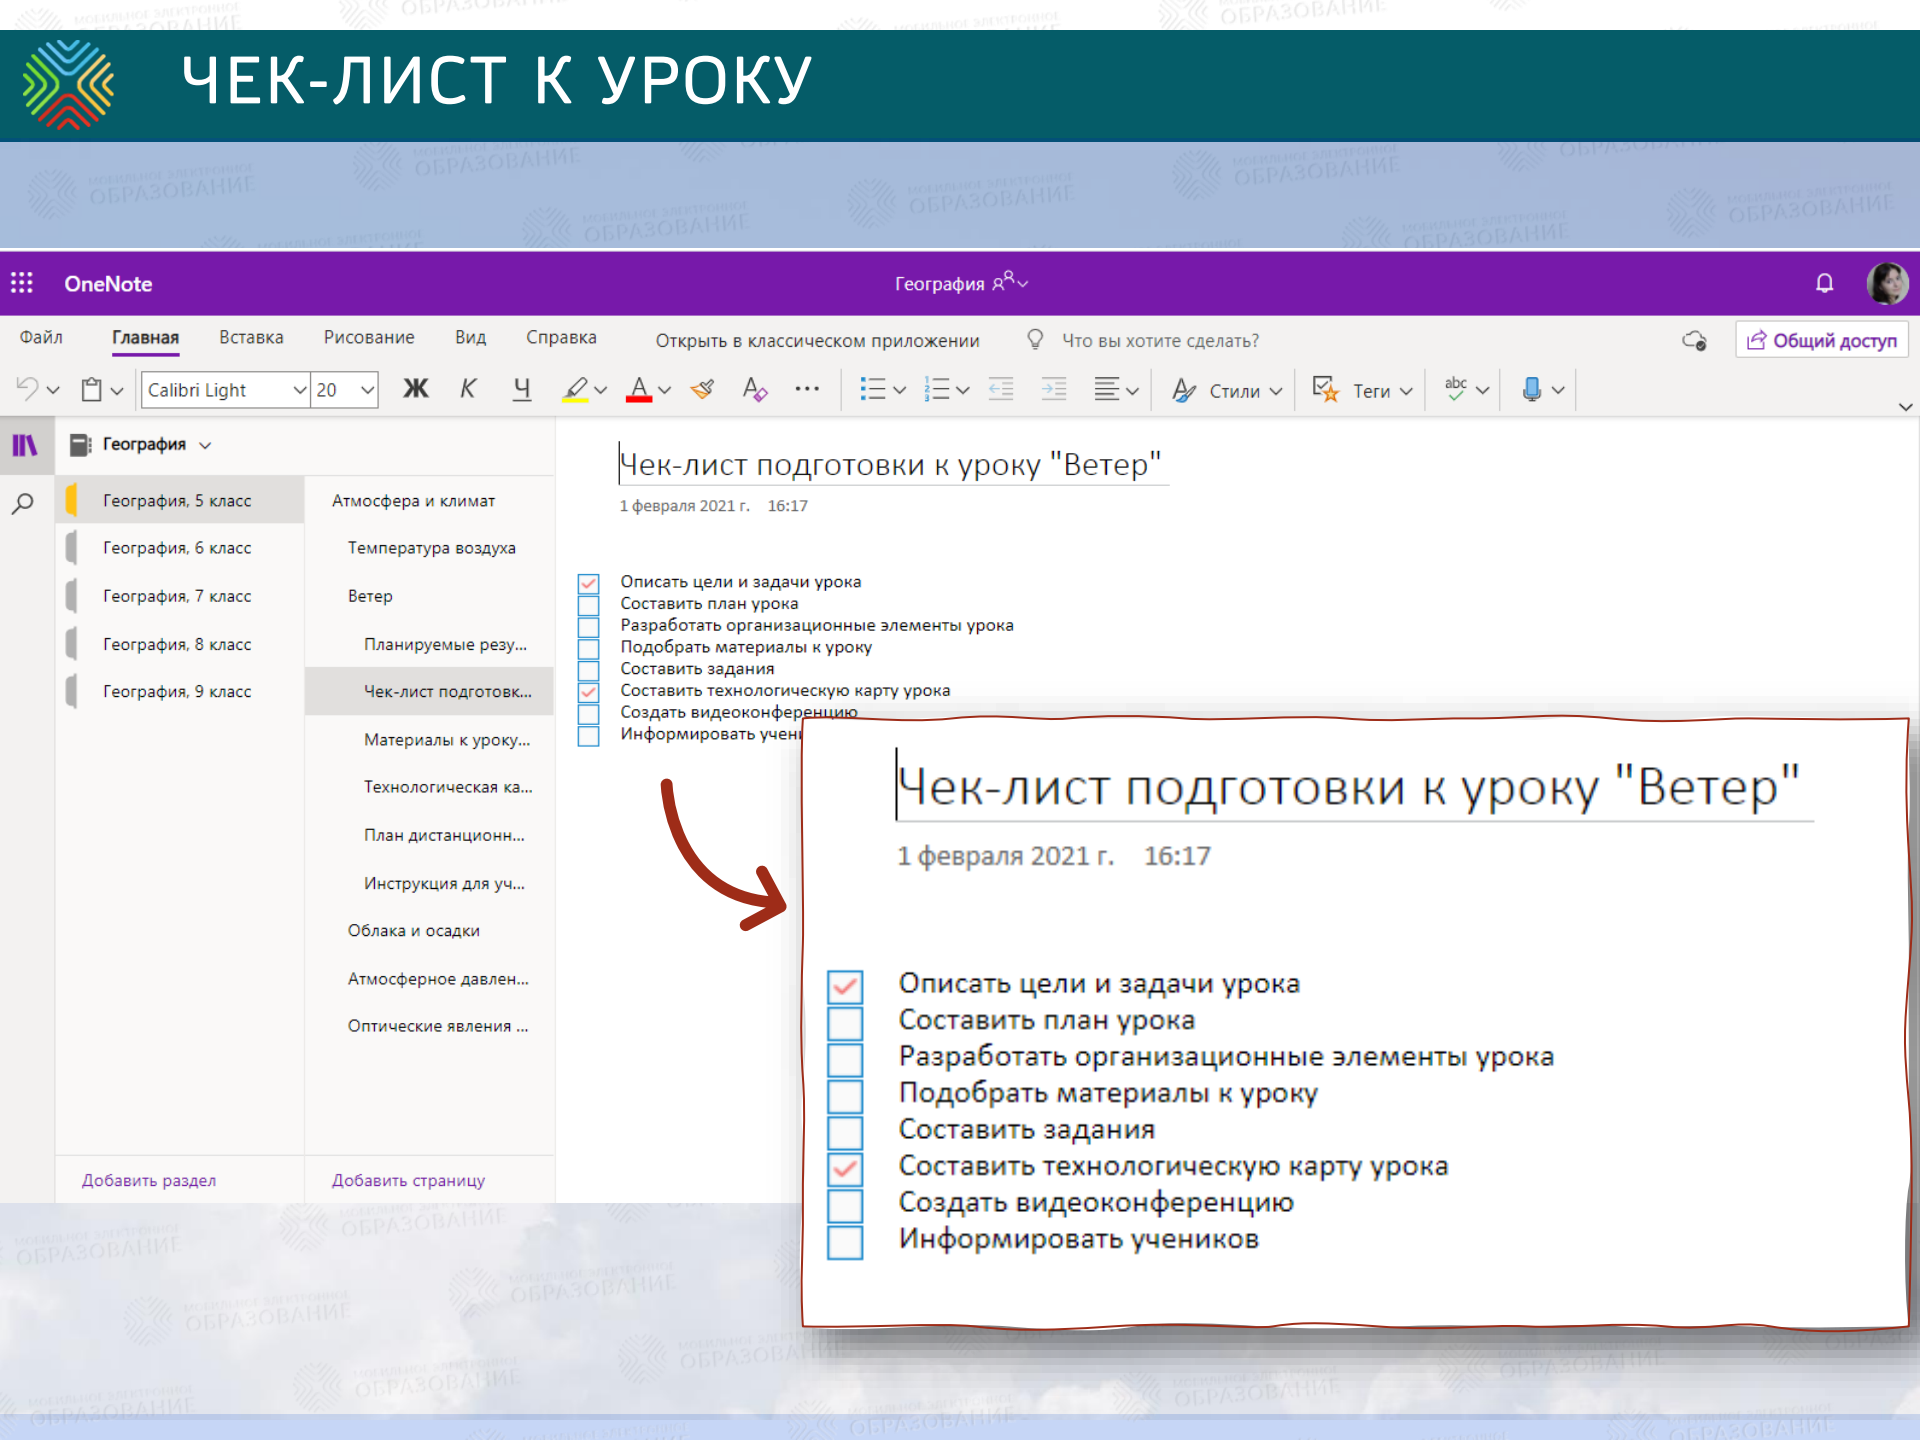 ЧЕК-ЛИСТ К УРОКУ
OneNote
География
Файл Главная Вставка Рисование Вид Справка Открыть в классическом приложении Что вы хотите сделать? Общий доступ
Calibri Light 20 Ж К Ч А Стили Теги abc
География
География, 5 класс
География, 6 класс
География, 7 класс
География, 8 класс
География, 9 класс
Добавить раздел
Атмосфера и климат
Температура воздуха
Ветер
Планируемые резу...
Чек-лист подготовк...
Материалы к уроку...
Технологическая ка...
План дистанционн...
Инструкция для уч...
Облака и осадки
Атмосферное давлен...
Оптические явления ...
Добавить страницу
Чек-лист подготовки к уроку "Ветер"
1 февраля 2021 г. 16:17
Описать цели и задачи урока
Составить план урока
Разработать организационные элементы урока
Подобрать материалы к уроку
Составить задания
Составить технологическую карту урока
Создать видеоконференцию
Информировать учени
Чек-лист подготовки к уроку "Ветер"
1 февраля 2021 г. 16:17
Описать цели и задачи урока
Составить план урока
Разработать организационные элементы урока
Подобрать материалы к уроку
Составить задания
Составить технологическую карту урока
Создать видеоконференцию
Информировать учеников